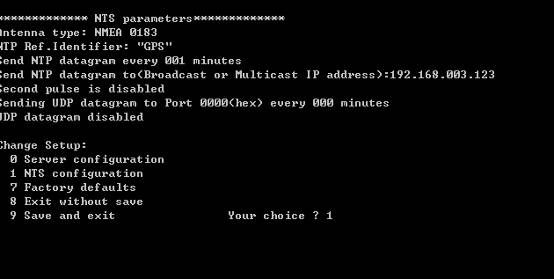 ************* NTS parameters*************
Antenna type: NMEA 0183
NTP Ref.Identifier: "GPS"
Send NTP datagram every 001 minutes
Send NTP datagram to(Broadcast or Multicast IP address):192.168.003.123
Second pulse is disabled
Sending UDP datagram to Port 0000(hex) every 000 minutes
UDP datagram disabled
Change Setup:
0 Server configuration
1 NTS configuration
7 Factory defaults
8 Exit without save
9 Save and exit Your choice ? 1